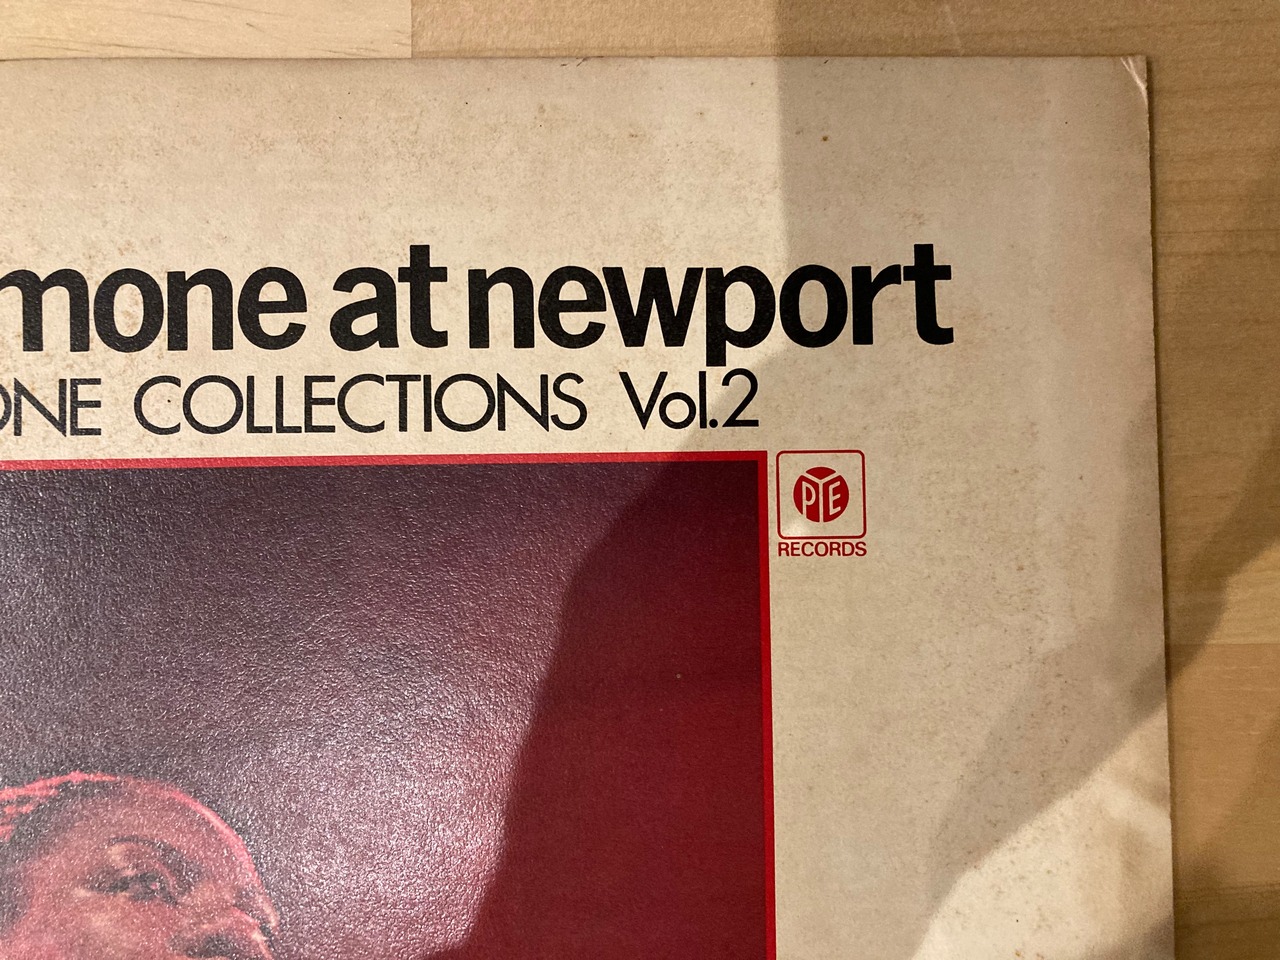 mone at newport
ONE COLLECTIONS Vol.2
PYE
RECORDS